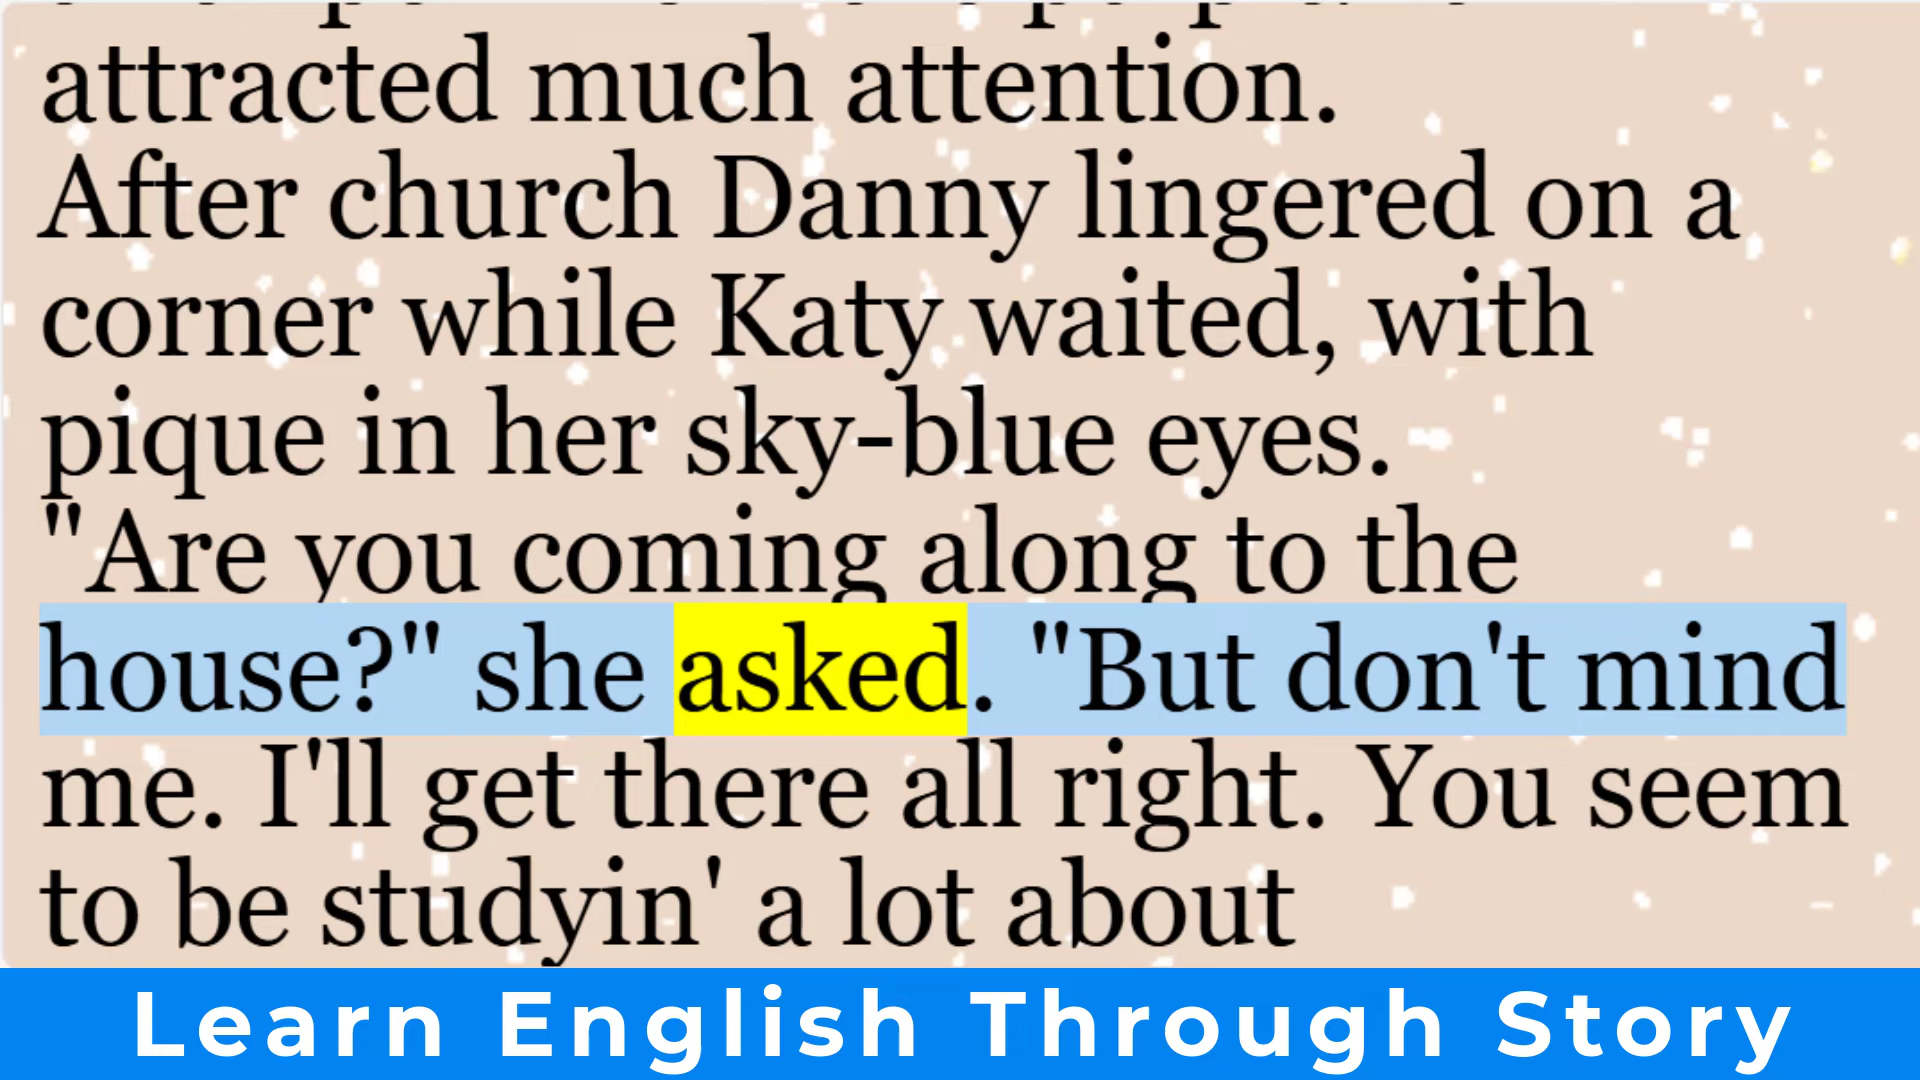 attracted much attention.
After church Danny lingered on a
corner while Katy waited, with
pique in her sky-blue eyes.
"Are you coming along to the
house?" she asked. "But don't mind
me. I'll get there all right. You seem
to be studyin' a lot about
Learn English Through Story